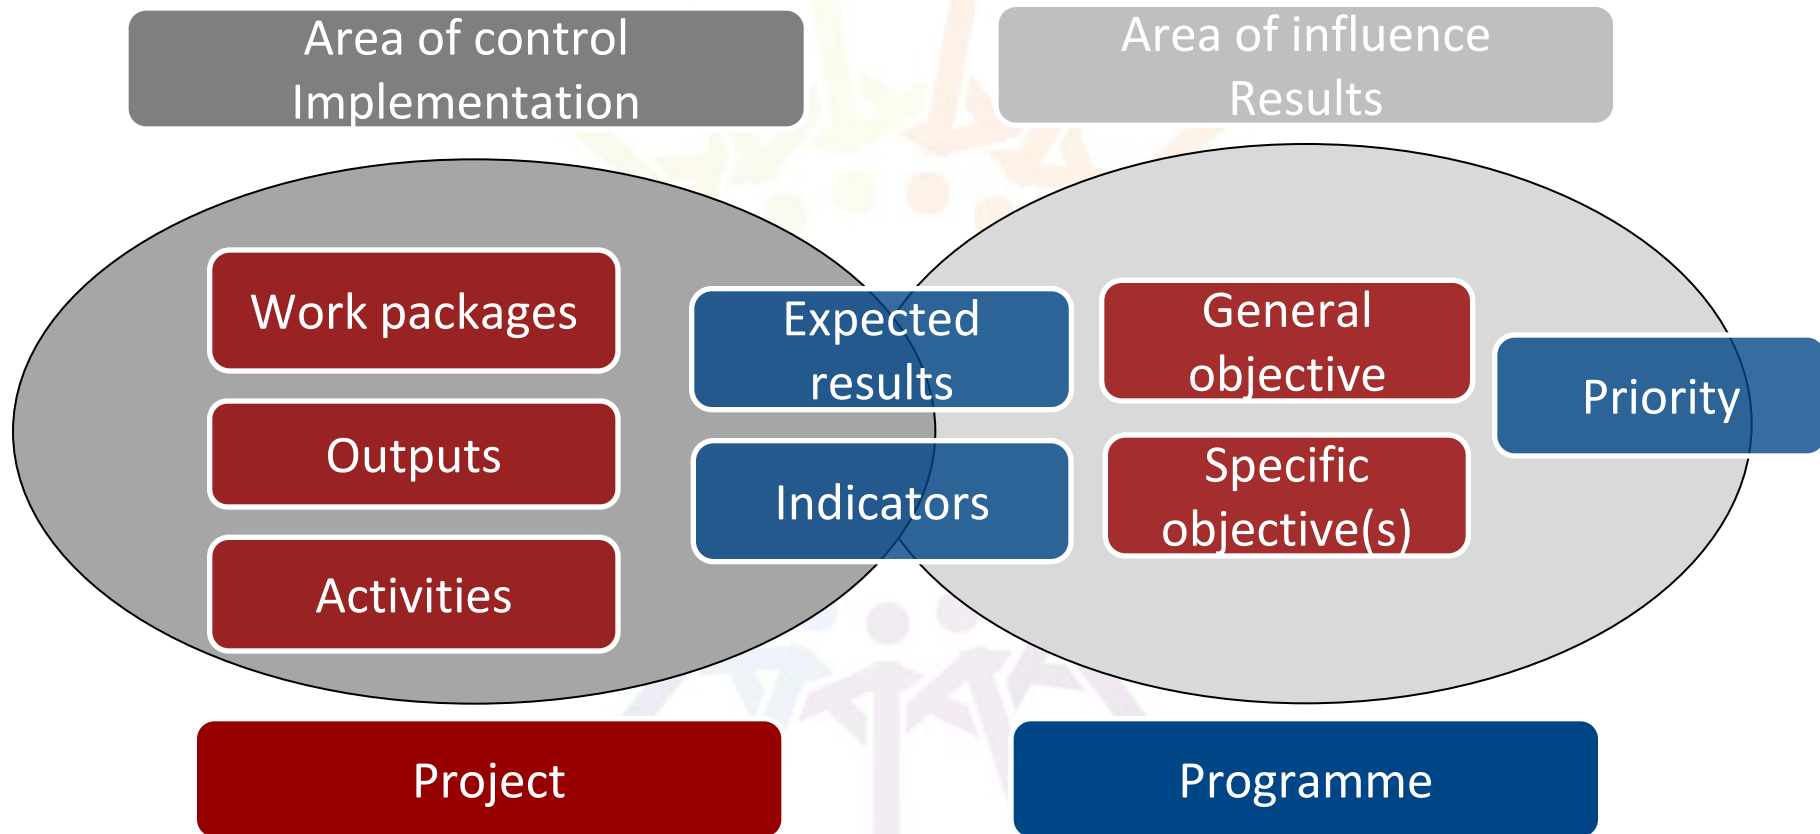 Area of control
Implementation
Area of influence
Results
Work packages
Outputs
Activities
Expected
results
Indicators
General
objective
Specific
objective(s)
Priority
Project
Programme